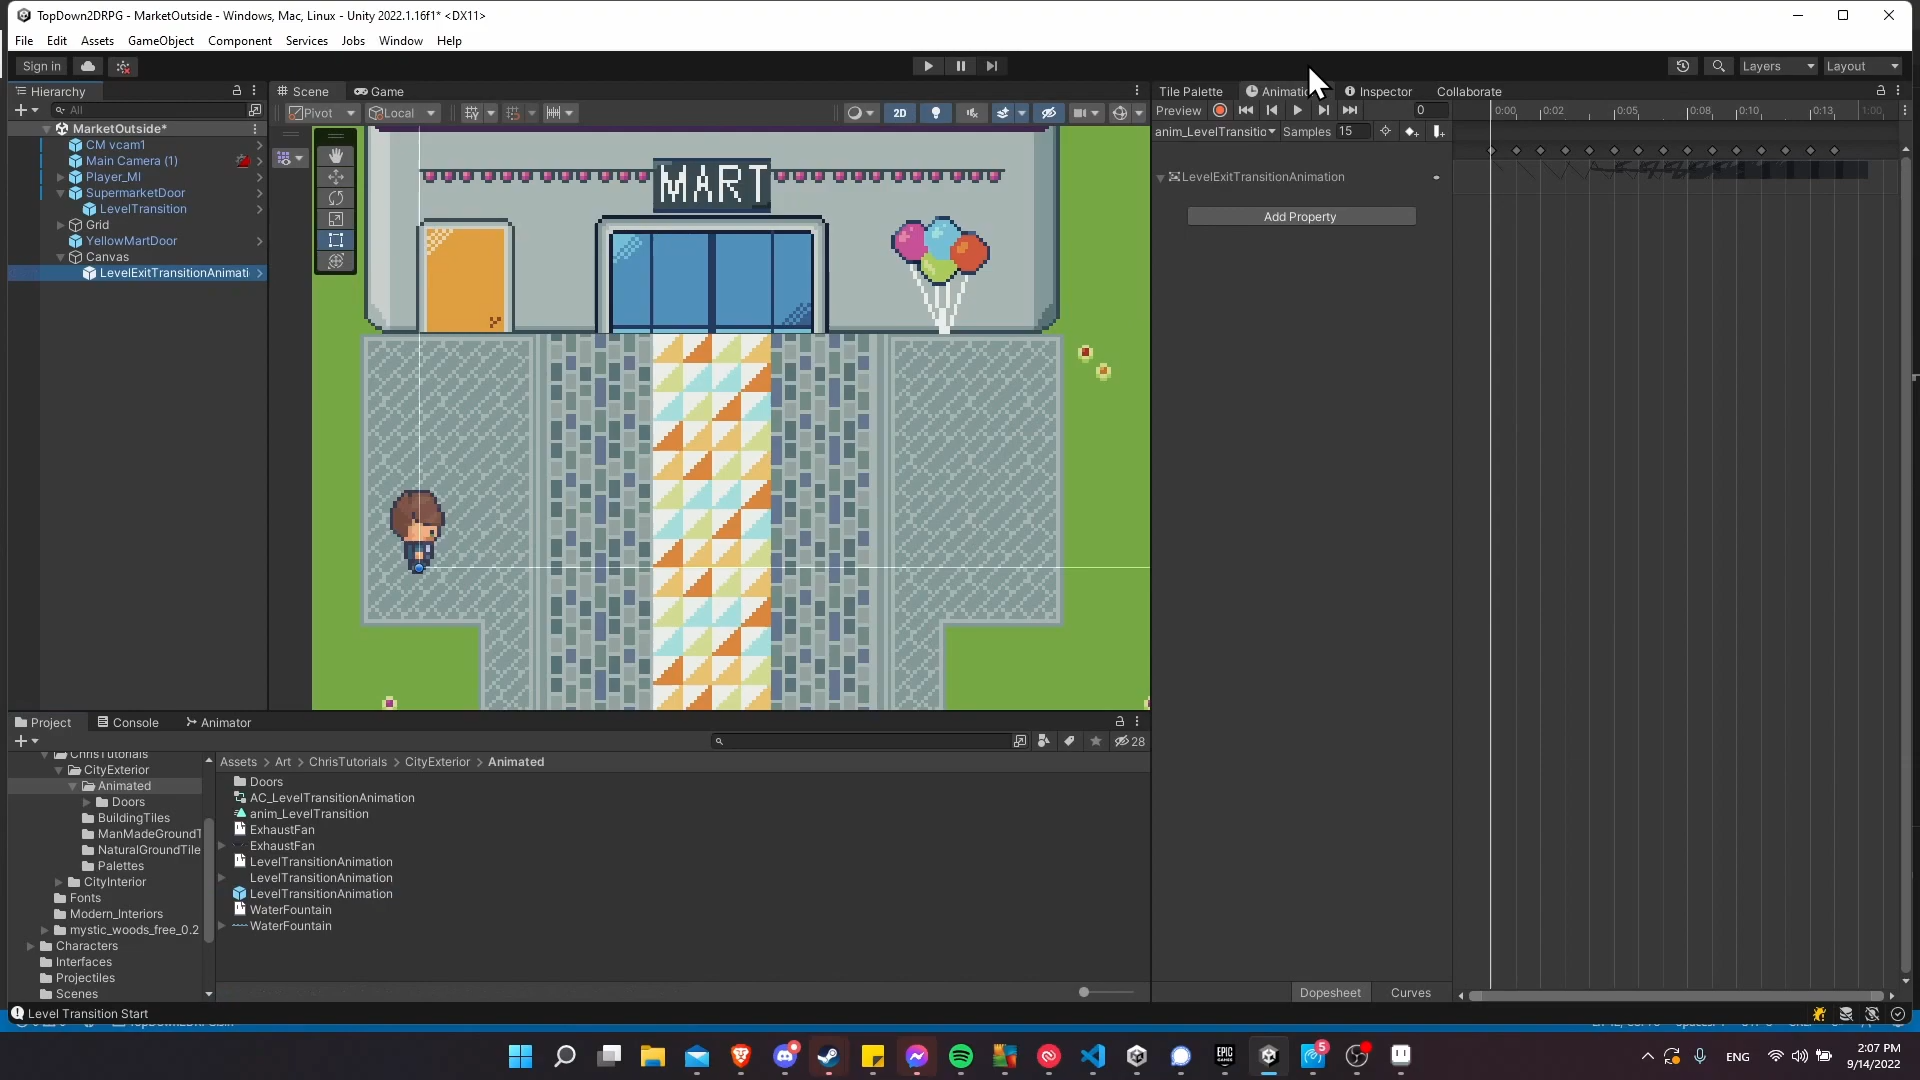 TopDown2DRPG - MarketOutside - Windows, Mac, Linux - Unity 2022.1.16f1* <DX11>
File Edit Assets GameObject Component Services Jobs Window Help
Sign in
Layers
Layout
Hierarchy
Scene
Game
Tile Palette
Animatio
Inspector
Collaborate
All
Pivot
Local
2D
Preview
0
0:00
0:02
0:05
0:08
0:10
0:13
1:00
MarketOutside*
anim_LevelTransitio
Samples
15
CM vcam1
Main Camera (1)
Player_MI
SupermarketDoor
LevelTransition
Grid
YellowMartDoor
Canvas
LevelExitTransitionAnimati
MART
LevelExitTransitionAnimation
Add Property
Project
Console
Animator
28
ChrisTutorials
CityExterior
Animated
Doors
BuildingTiles
ManMadeGroundT
NaturalGroundTile
Palettes
CityInterior
Fonts
Modern_Interiors
mystic_woods_free_0.2
Characters
Interfaces
Projectiles
Scenes
Assets > Art > ChrisTutorials > CityExterior > Animated
Doors
AC_LevelTransitionAnimation
anim_LevelTransition
ExhaustFan
ExhaustFan
LevelTransitionAnimation
LevelTransitionAnimation
LevelTransitionAnimation
WaterFountain
WaterFountain
Dopesheet
Curves
Level Transition Start
5
ENG
2:07 PM
9/14/2022